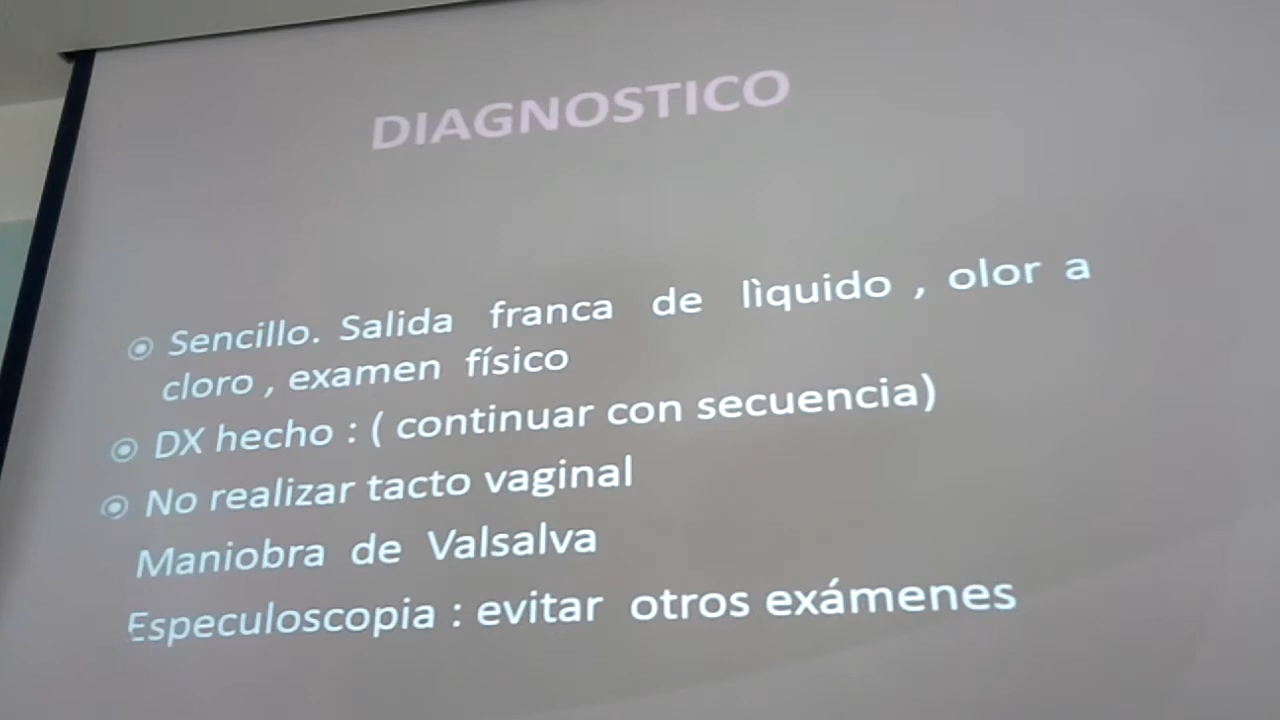 DIAGNOSTICO
Sencillo. Salida franca de lìquido , olor a
cloro , examen físico
DX hecho : ( continuar con secuencia)
No realizar tacto vaginal
Maniobra de Valsalva
Especuloscopia : evitar otros exámenes